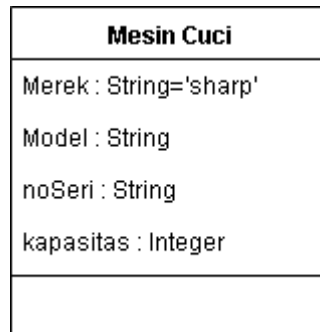 Mesin Cuci
Merek : String='sharp'
Model : String
noSeri : String
kapasitas : Integer